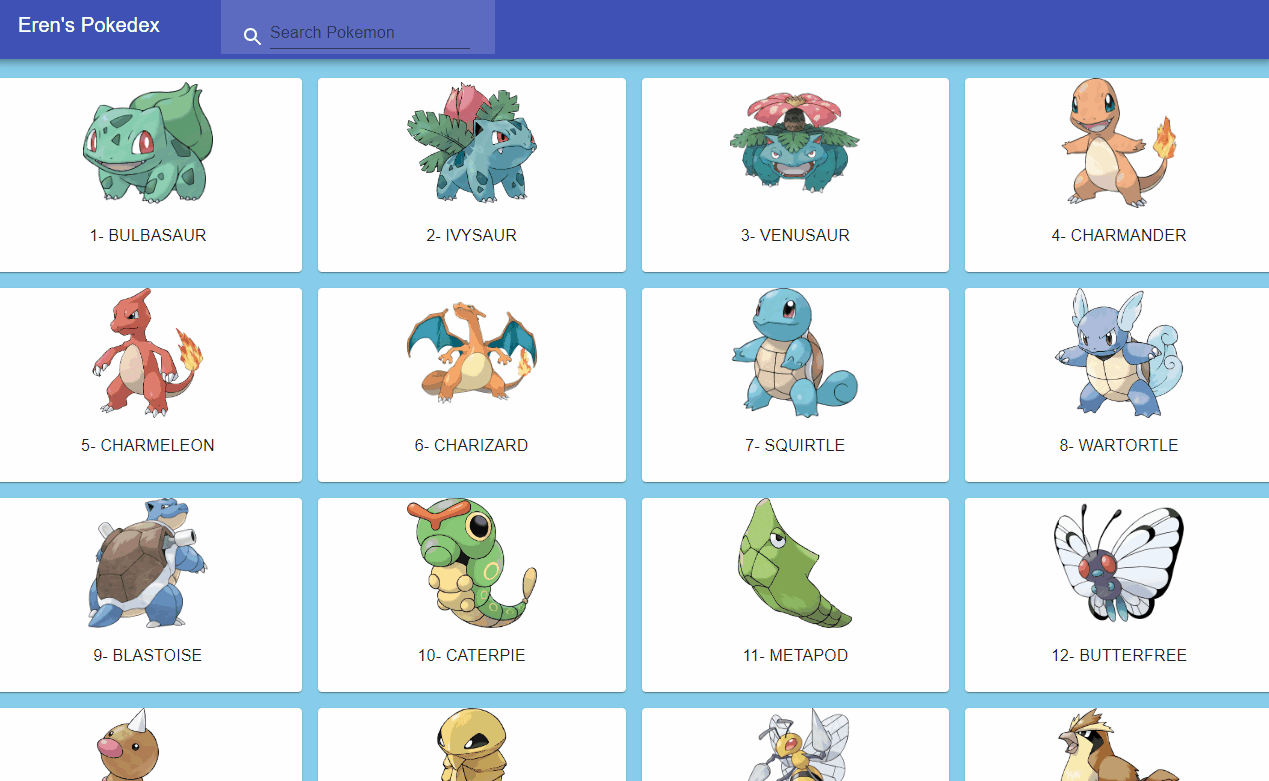 Eren's Pokedex
Search Pokemon
1- BULBASAUR
2- IVYSAUR
3- VENUSAUR
4- CHARMANDER
5- CHARMELEON
6- CHARIZARD
7- SQUIRTLE
8- WARTORTLE
9- BLASTOISE
10- CATERPIE
11- METAPOD
12- BUTTERFREE